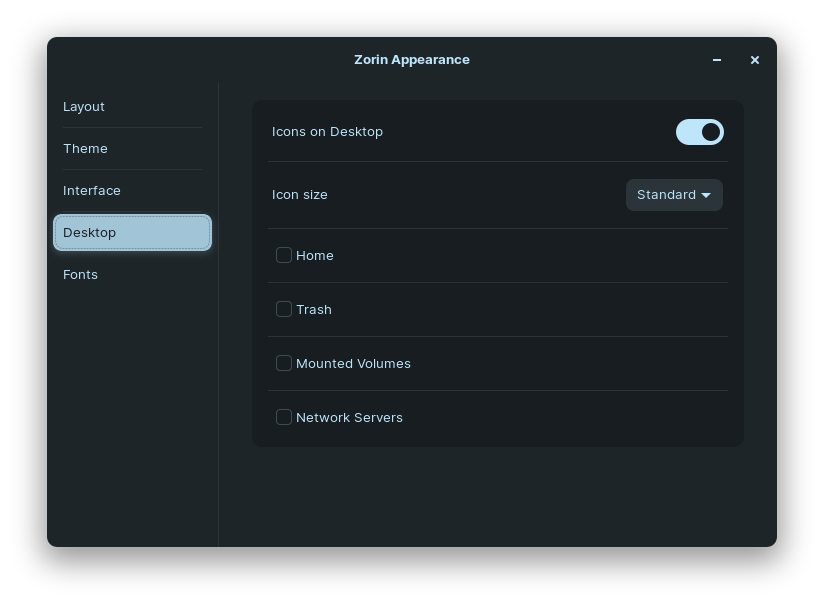 Zorin Appearance
Layout
Theme
Interface
Desktop
Fonts
Icons on Desktop
Icon size
Standard
Home
Trash
Mounted Volumes
Network Servers